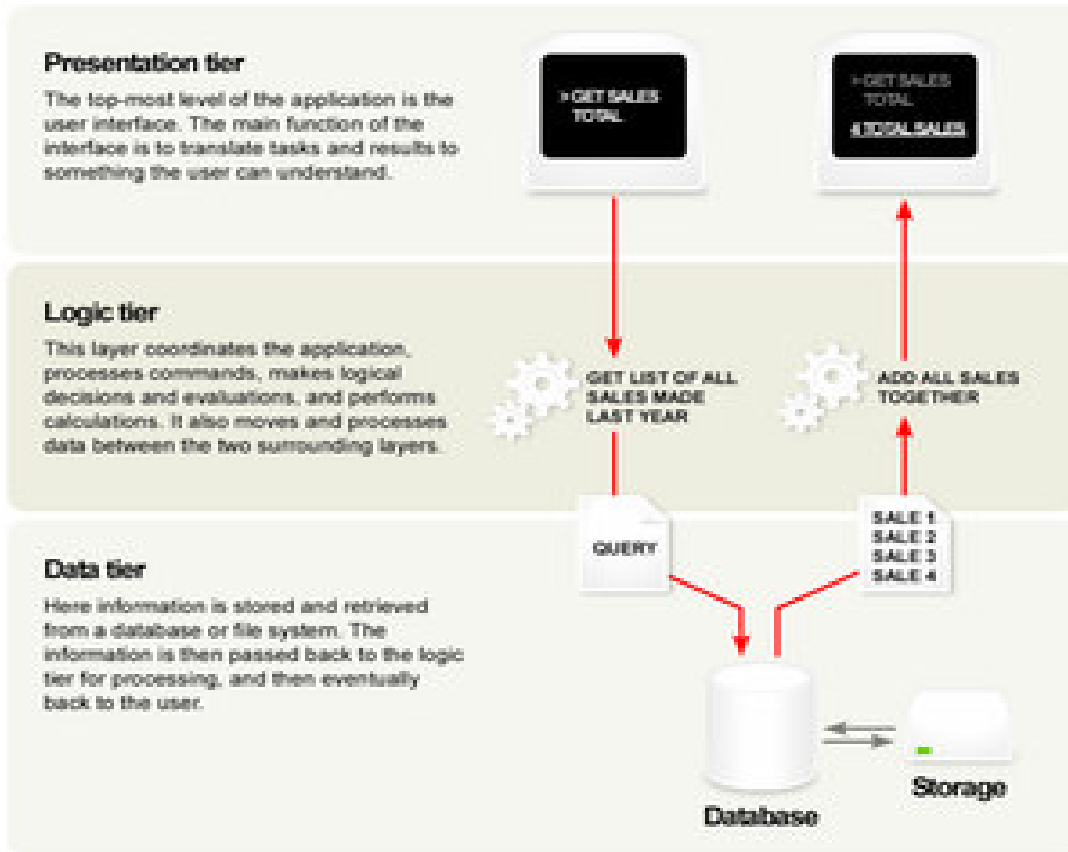 Presentation tier
The top-most level of the application is the
user interface. The main function of the
interface is to translate tasks and results to
something the user can understand.
> GET SALES
TOTAL
> GET SALES
TOTAL
4 TOTAL SALES
Logic tier
This layer coordinates the application,
processes commands, makes logical
decisions and evaluations, and performs
calculations. It also moves and processes
data between the two surrounding layers.
GET LIST OF ALL
SALES MADE
LAST YEAR
ADD ALL SALES
TOGETHER
Data tier
Here information is stored and retrieved
from a database or file system. The
information is then passed back to the logic
tier for processing, and then eventually
back to the user.
QUERY
SALE 1
SALE 2
SALE 3
SALE 4
Database
Storage